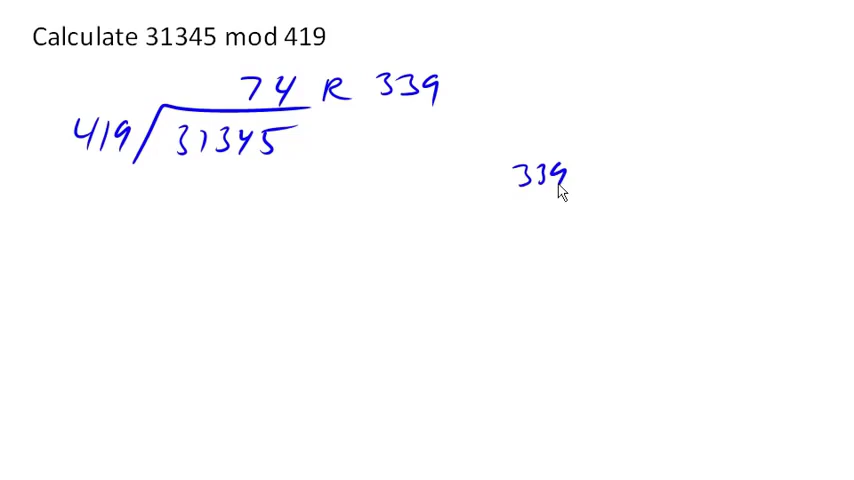 Calculate 31345 mod 419
74 R 339
419 31345
339